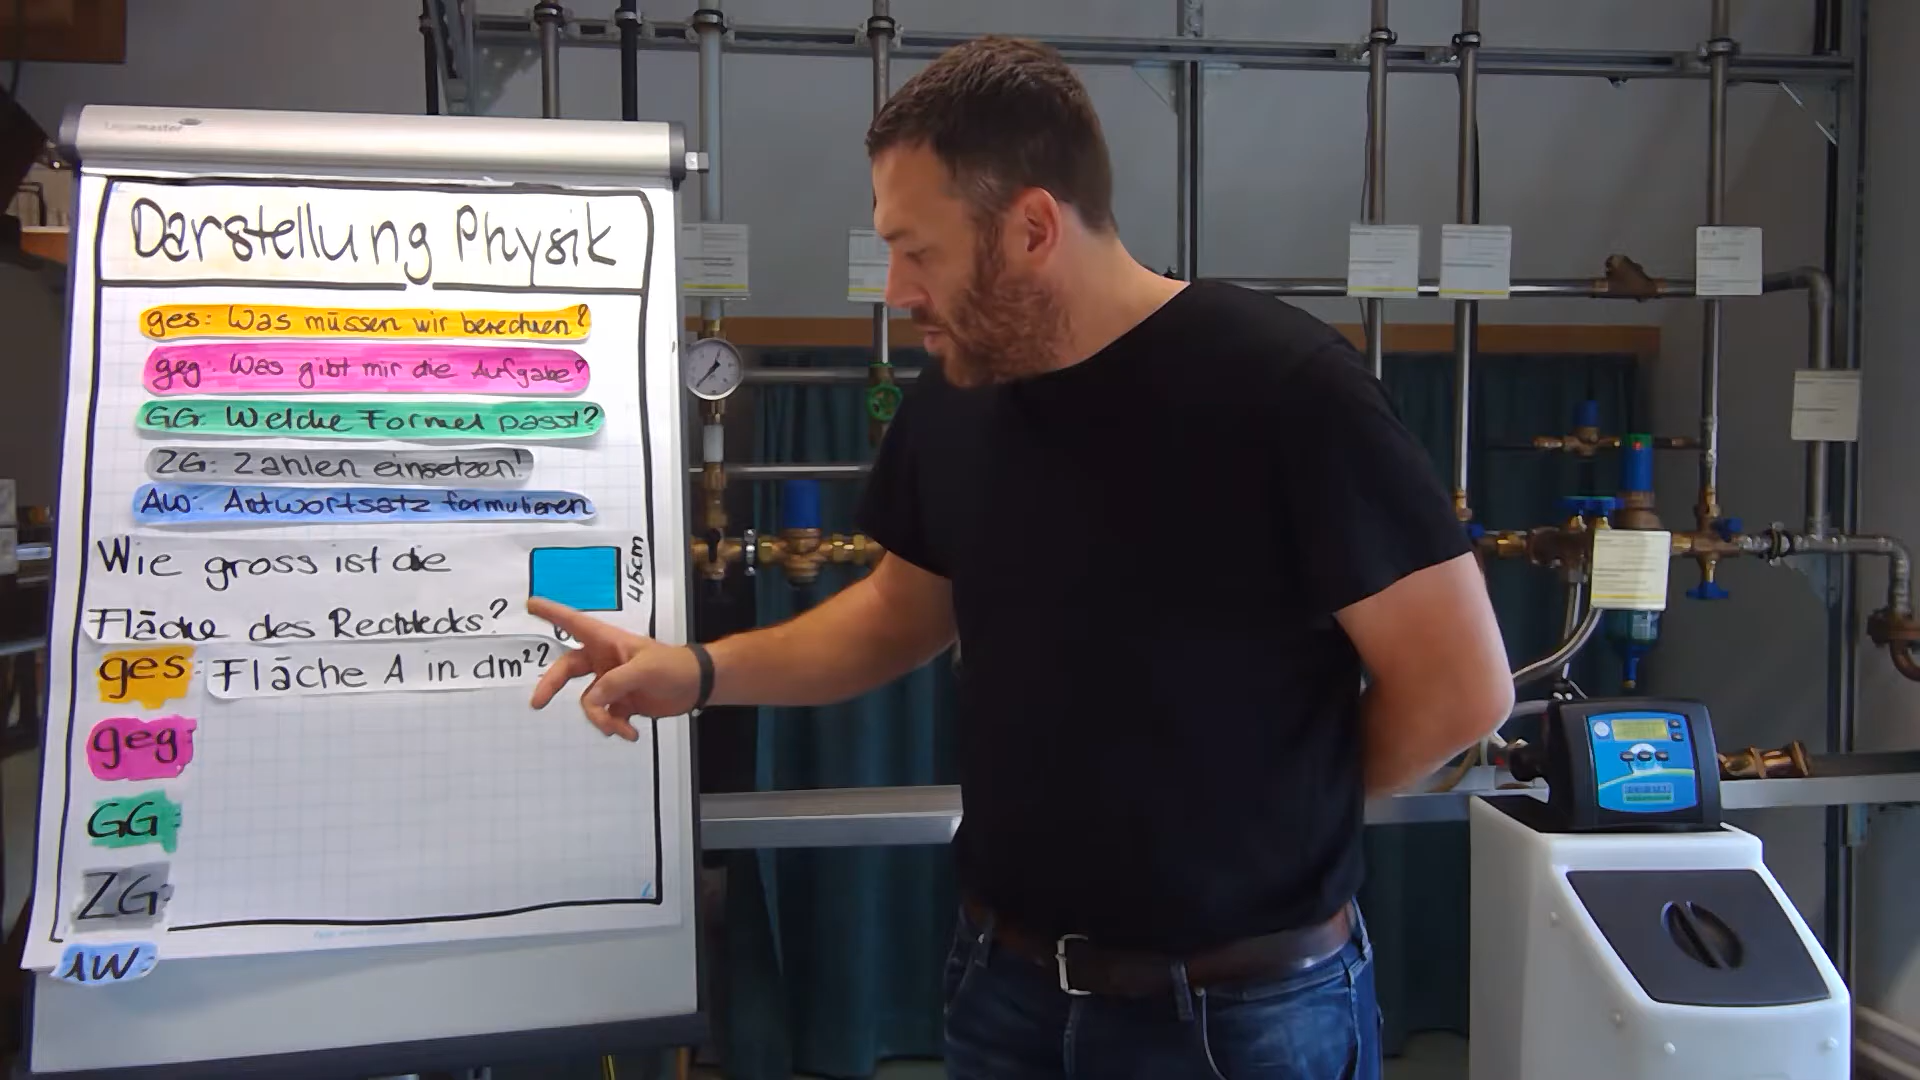 Darstellung Physik
ges: Was müssen wir berechnen?
geg: Was gibt mir die Aufgabe?
GG: Welche Formel passt?
ZG: Zahlen einsetzen!
AW: Antwortsatz formulieren
Wie gross ist die
Fläche des Rechtecks?
45cm
ges: Fläche A in dm²?
geg:
GG:
ZG:
AW: